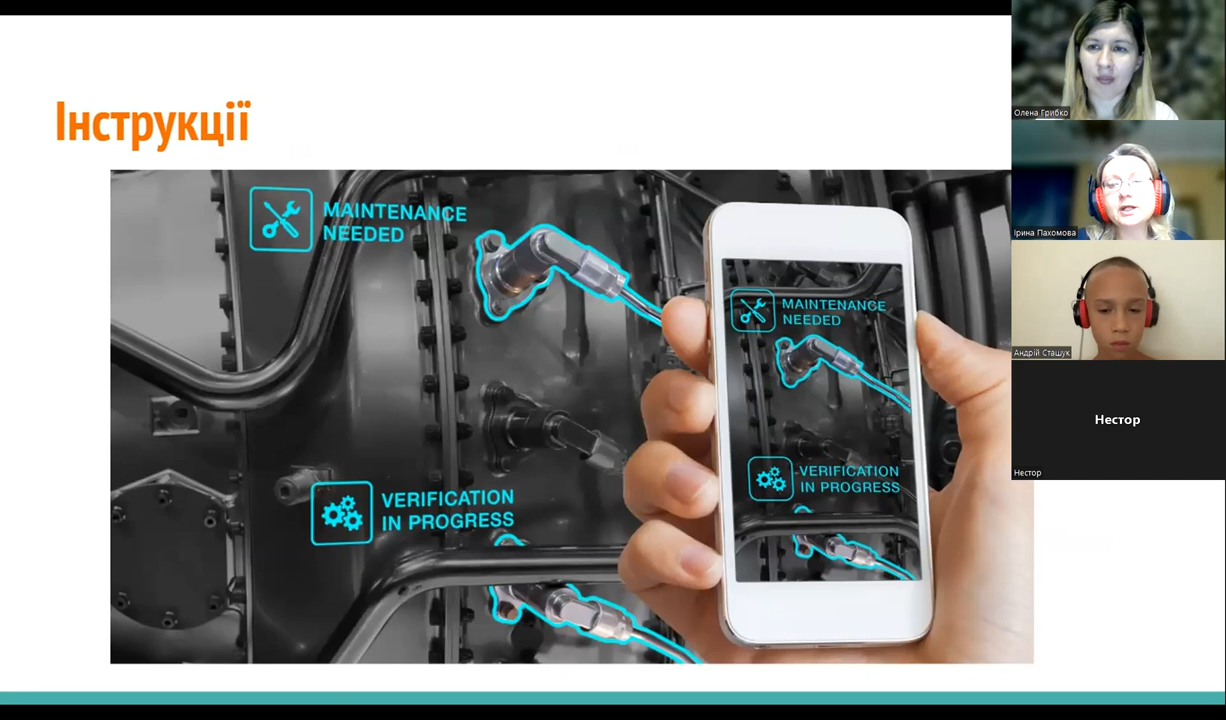 Інструкції
MAINTENANCE
NEEDED
VERIFICATION
IN PROGRESS
MAINTENANCE
NEEDED
VERIFICATION
IN PROGRESS
Олена Грибко
Ірина Пахомова
Андрій Сташук
Нестор
Нестор